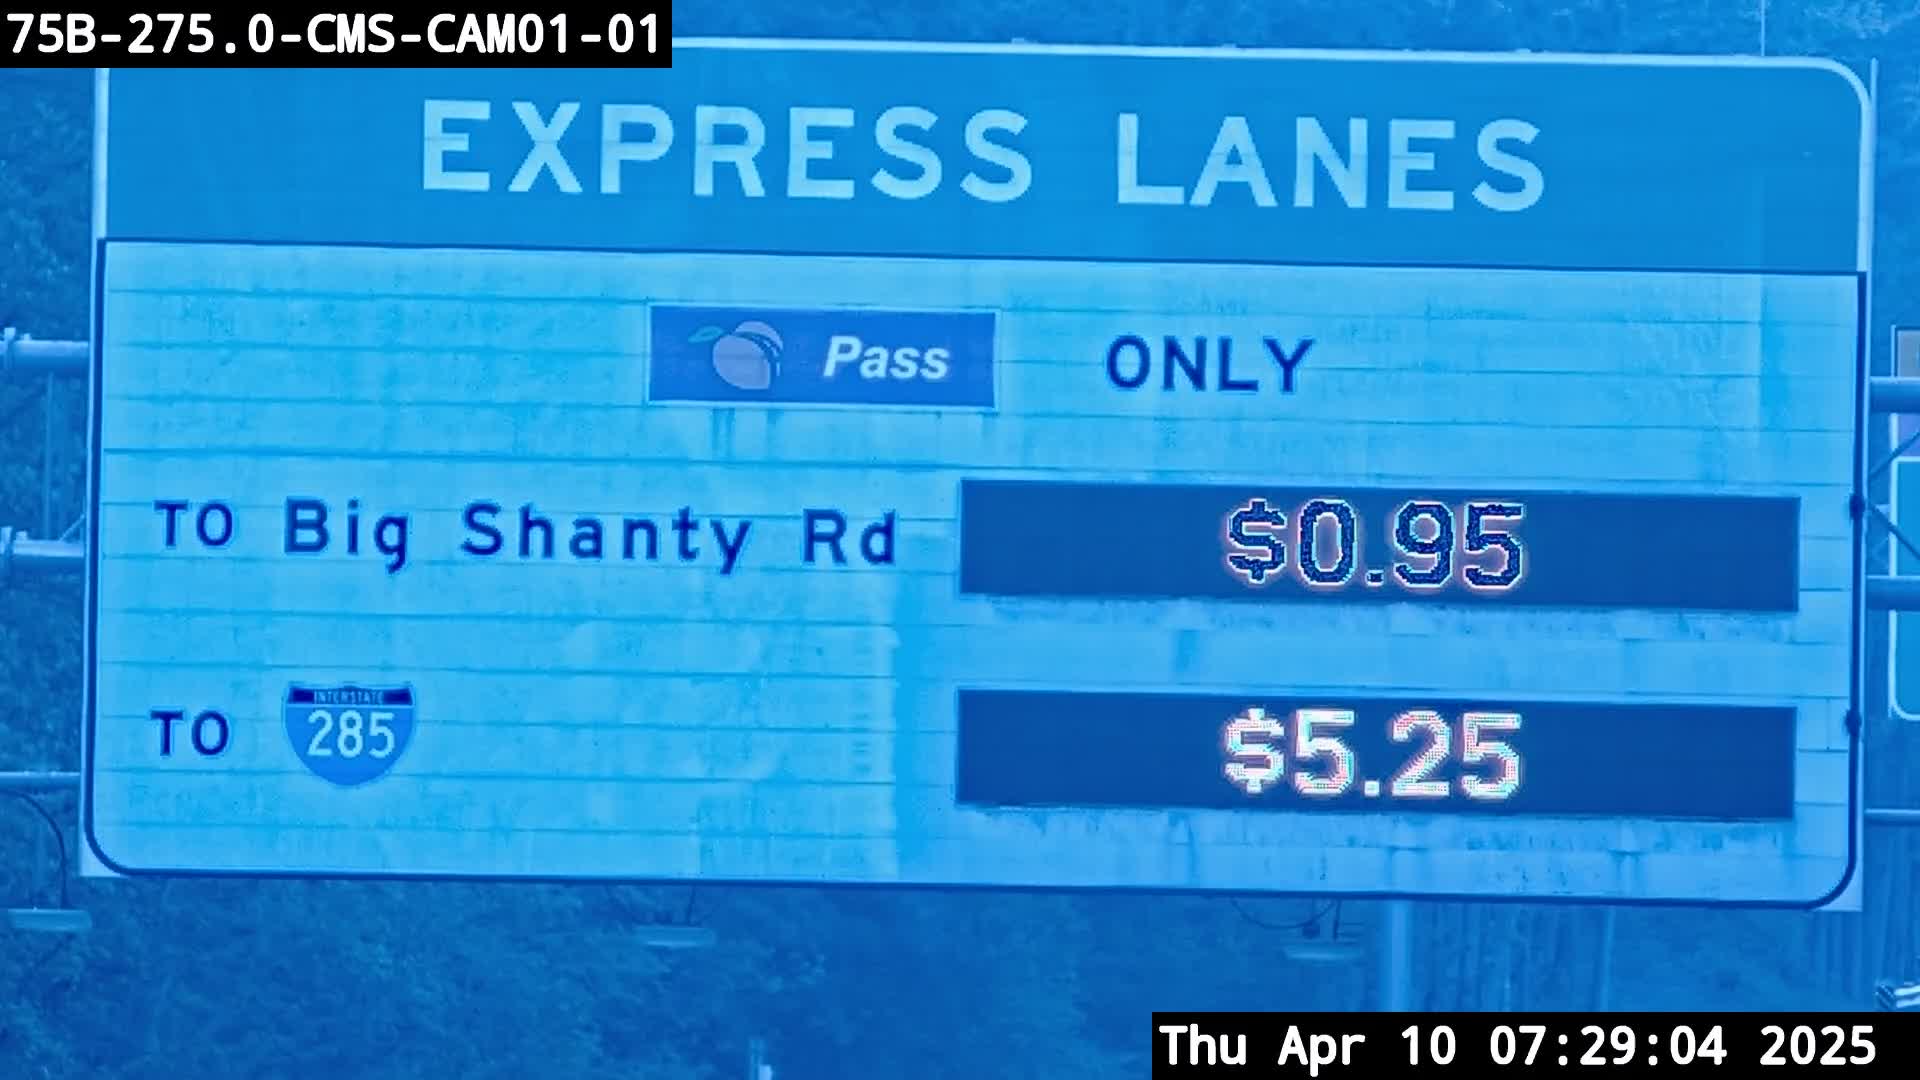 75B-275.0-CMS-CAM01-01
EXPRESS LANES
Pass ONLY
TO Big Shanty Rd $0.95
TO INTERSTATE 285 $5.25
Thu Apr 10 07:29:04 2025